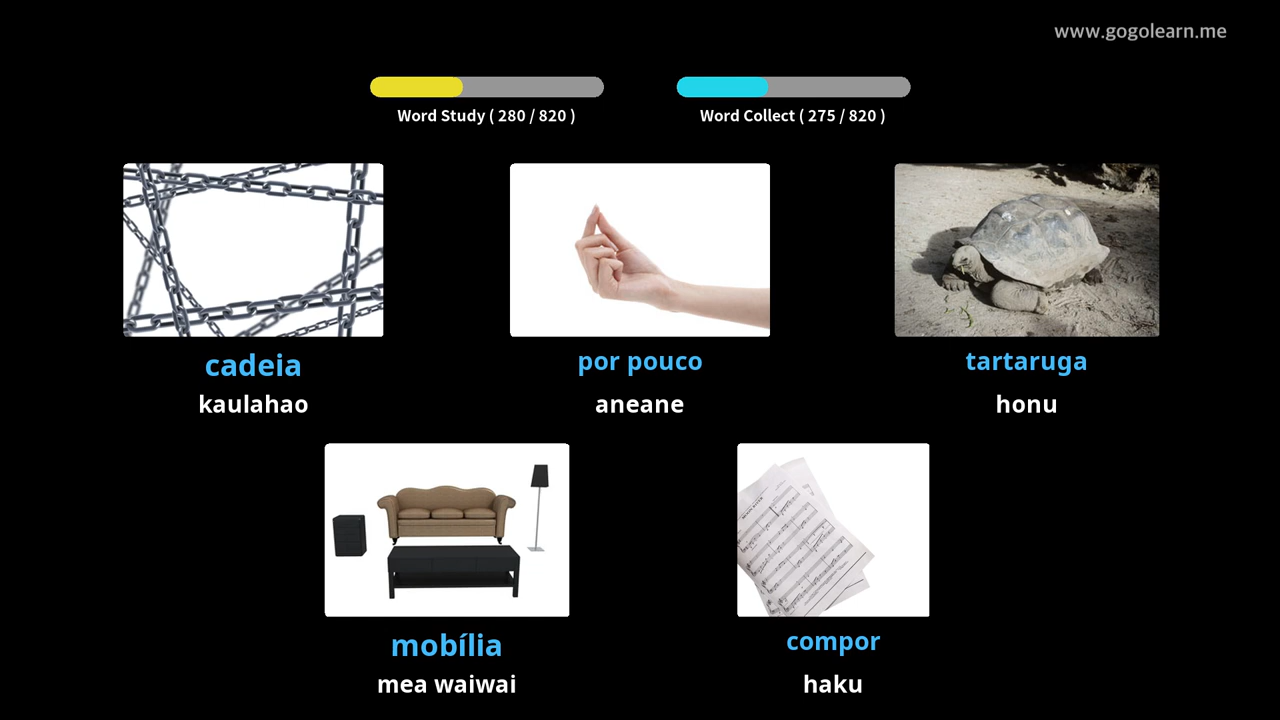 www.gogolearn.me
Word Study ( 280 / 820 )
Word Collect ( 275 / 820 )
cadeia
kaulahao
por pouco
aneane
tartaruga
honu
mobília
mea waiwai
compor
haku